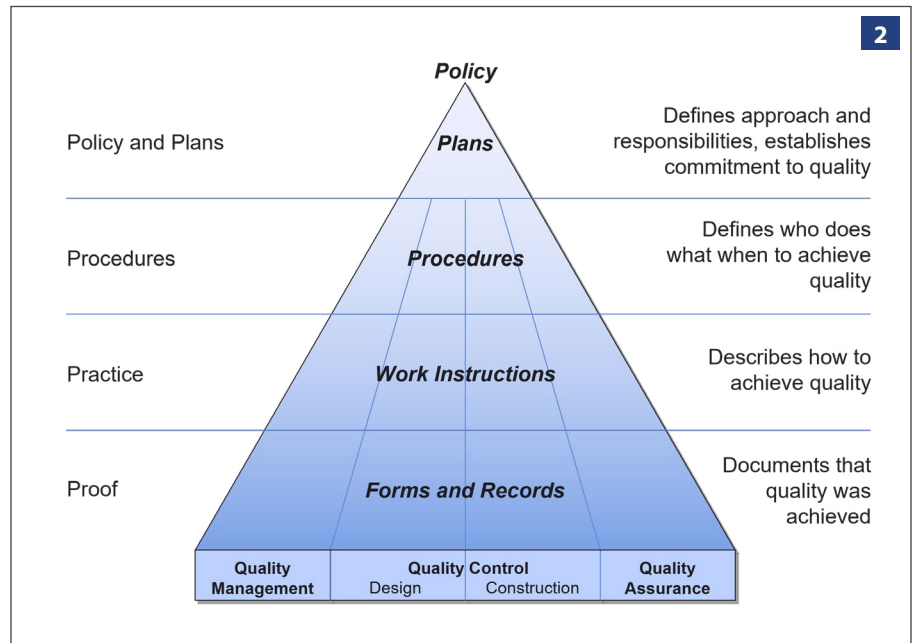 2
Policy
Policy and Plans
Plans
Defines approach and
responsibilities, establishes
commitment to quality
Procedures
Procedures
Defines who does
what when to achieve
quality
Practice
Work Instructions
Describes how to
achieve quality
Proof
Forms and Records
Documents that
quality was
achieved
Quality
Management
Quality Control
Design
Construction
Quality
Assurance